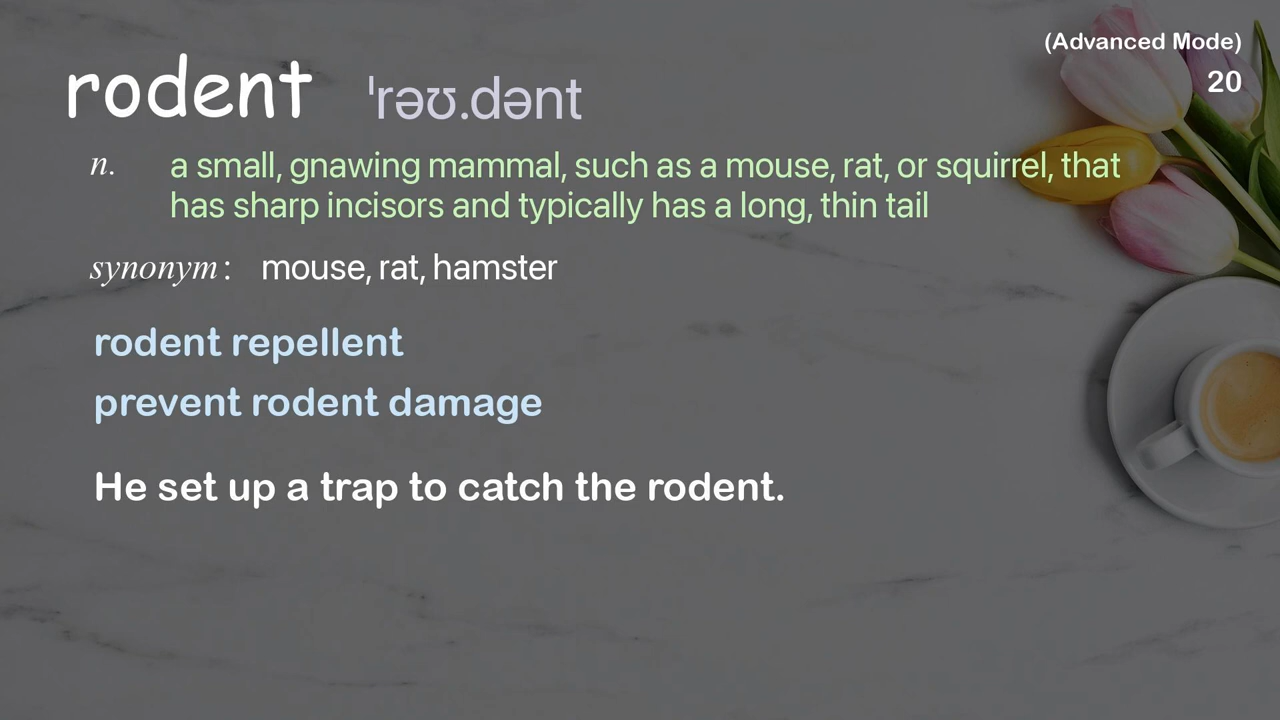 (Advanced Mode)
20
rodent ˈrəʊ.dənt
n. a small, gnawing mammal, such as a mouse, rat, or squirrel, that
has sharp incisors and typically has a long, thin tail
synonym: mouse, rat, hamster
rodent repellent
prevent rodent damage
He set up a trap to catch the rodent.